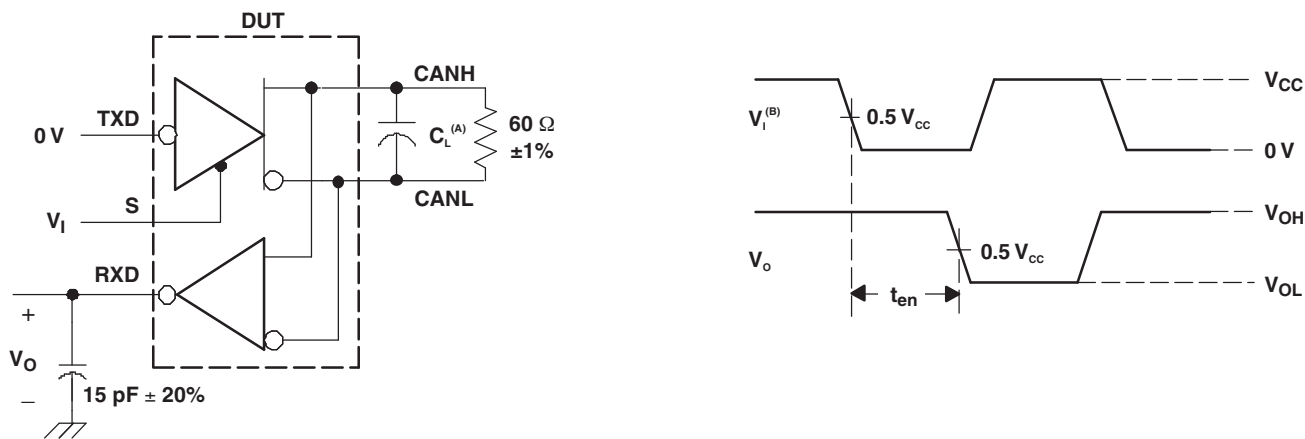 DUT
CANH
TXD
0 V
C_L^(A)
60 Ω
±1%
S
CANL
V_I
RXD
+
V_O
–
15 pF ± 20%
V_CC
V_I^(B)
0.5 V_CC
0 V
V_OH
V_O
0.5 V_CC
t_en
V_OL